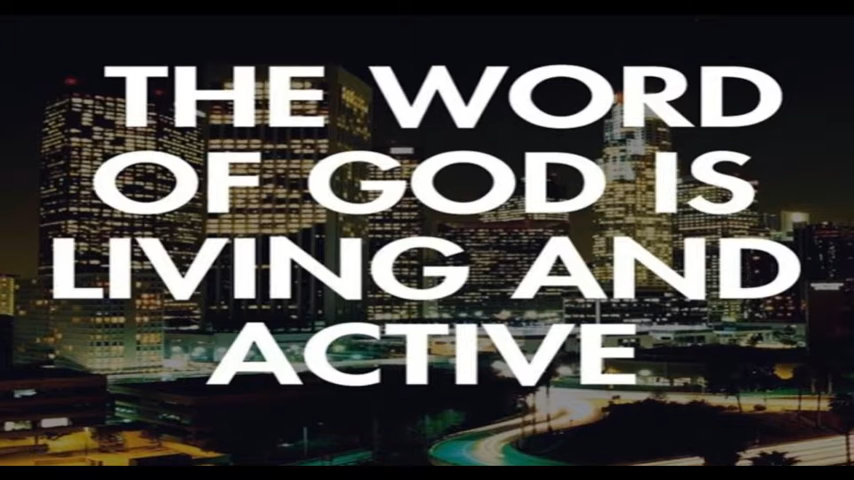 THE WORD
OF GOD IS
LIVING AND
ACTIVE